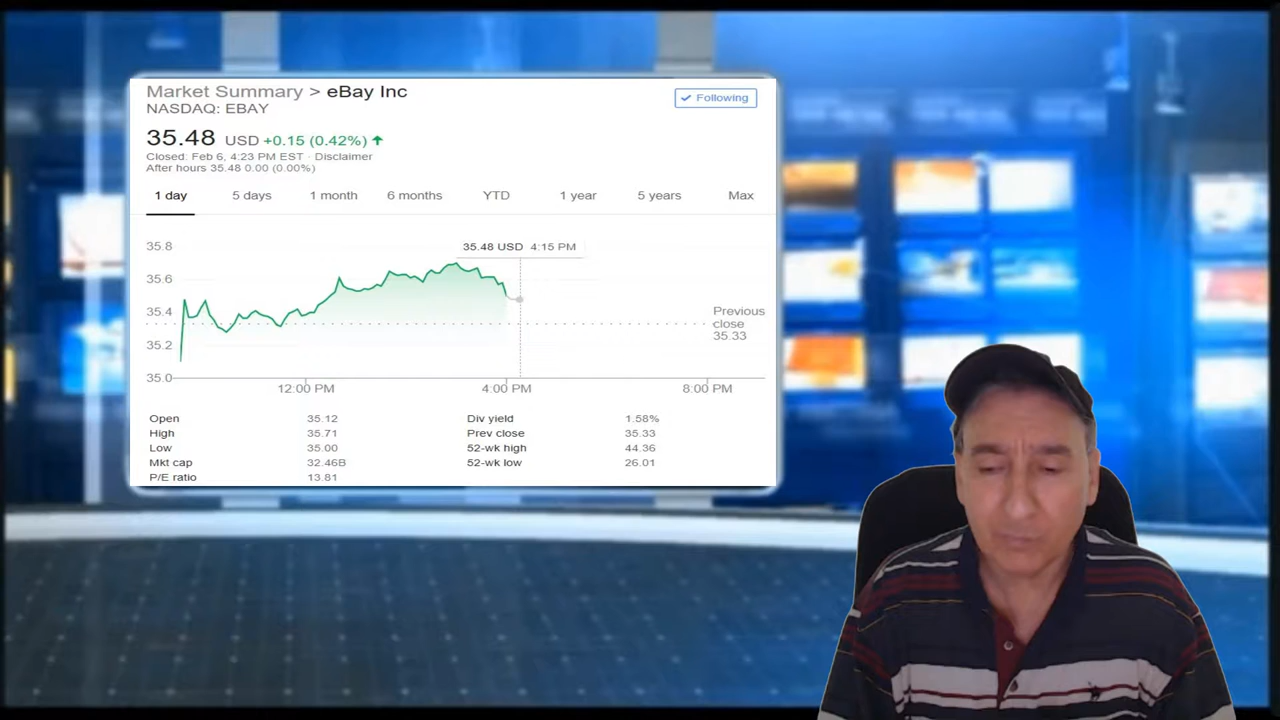 Market Summary > eBay Inc
NASDAQ: EBAY
Following
35.48 USD +0.15 (0.42%)
Closed: Feb 6, 4:23 PM EST · Disclaimer
After hours 35.48 0.00 (0.00%)
1 day 5 days 1 month 6 months YTD 1 year 5 years Max
35.48 USD 4:15 PM
35.8
35.6
35.4
35.2
35.0
Previous
close
35.33
12:00 PM 4:00 PM 8:00 PM
Open 35.12 Div yield 1.58%
High 35.71 Prev close 35.33
Low 35.00 52-wk high 44.36
Mkt cap 32.46B 52-wk low 26.01
P/E ratio 13.81